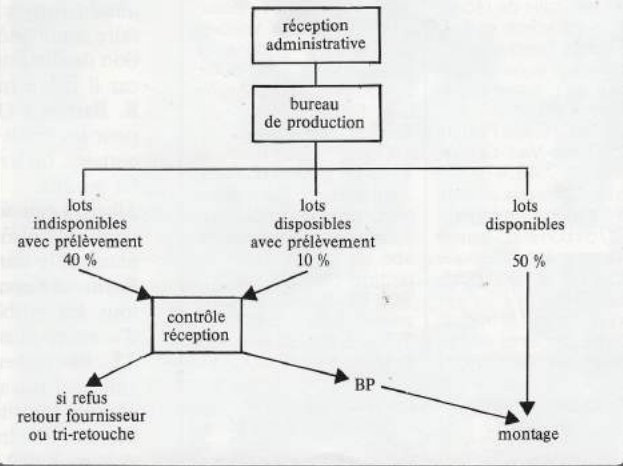 réception
administrative
bureau
de production
lots
indisponibles
avec prélèvement
40 %
lots
disposibles
avec prélèvement
10 %
lots
disponibles
50 %
contrôle
réception
si refus
retour fournisseur
ou tri-retouche
BP
montage